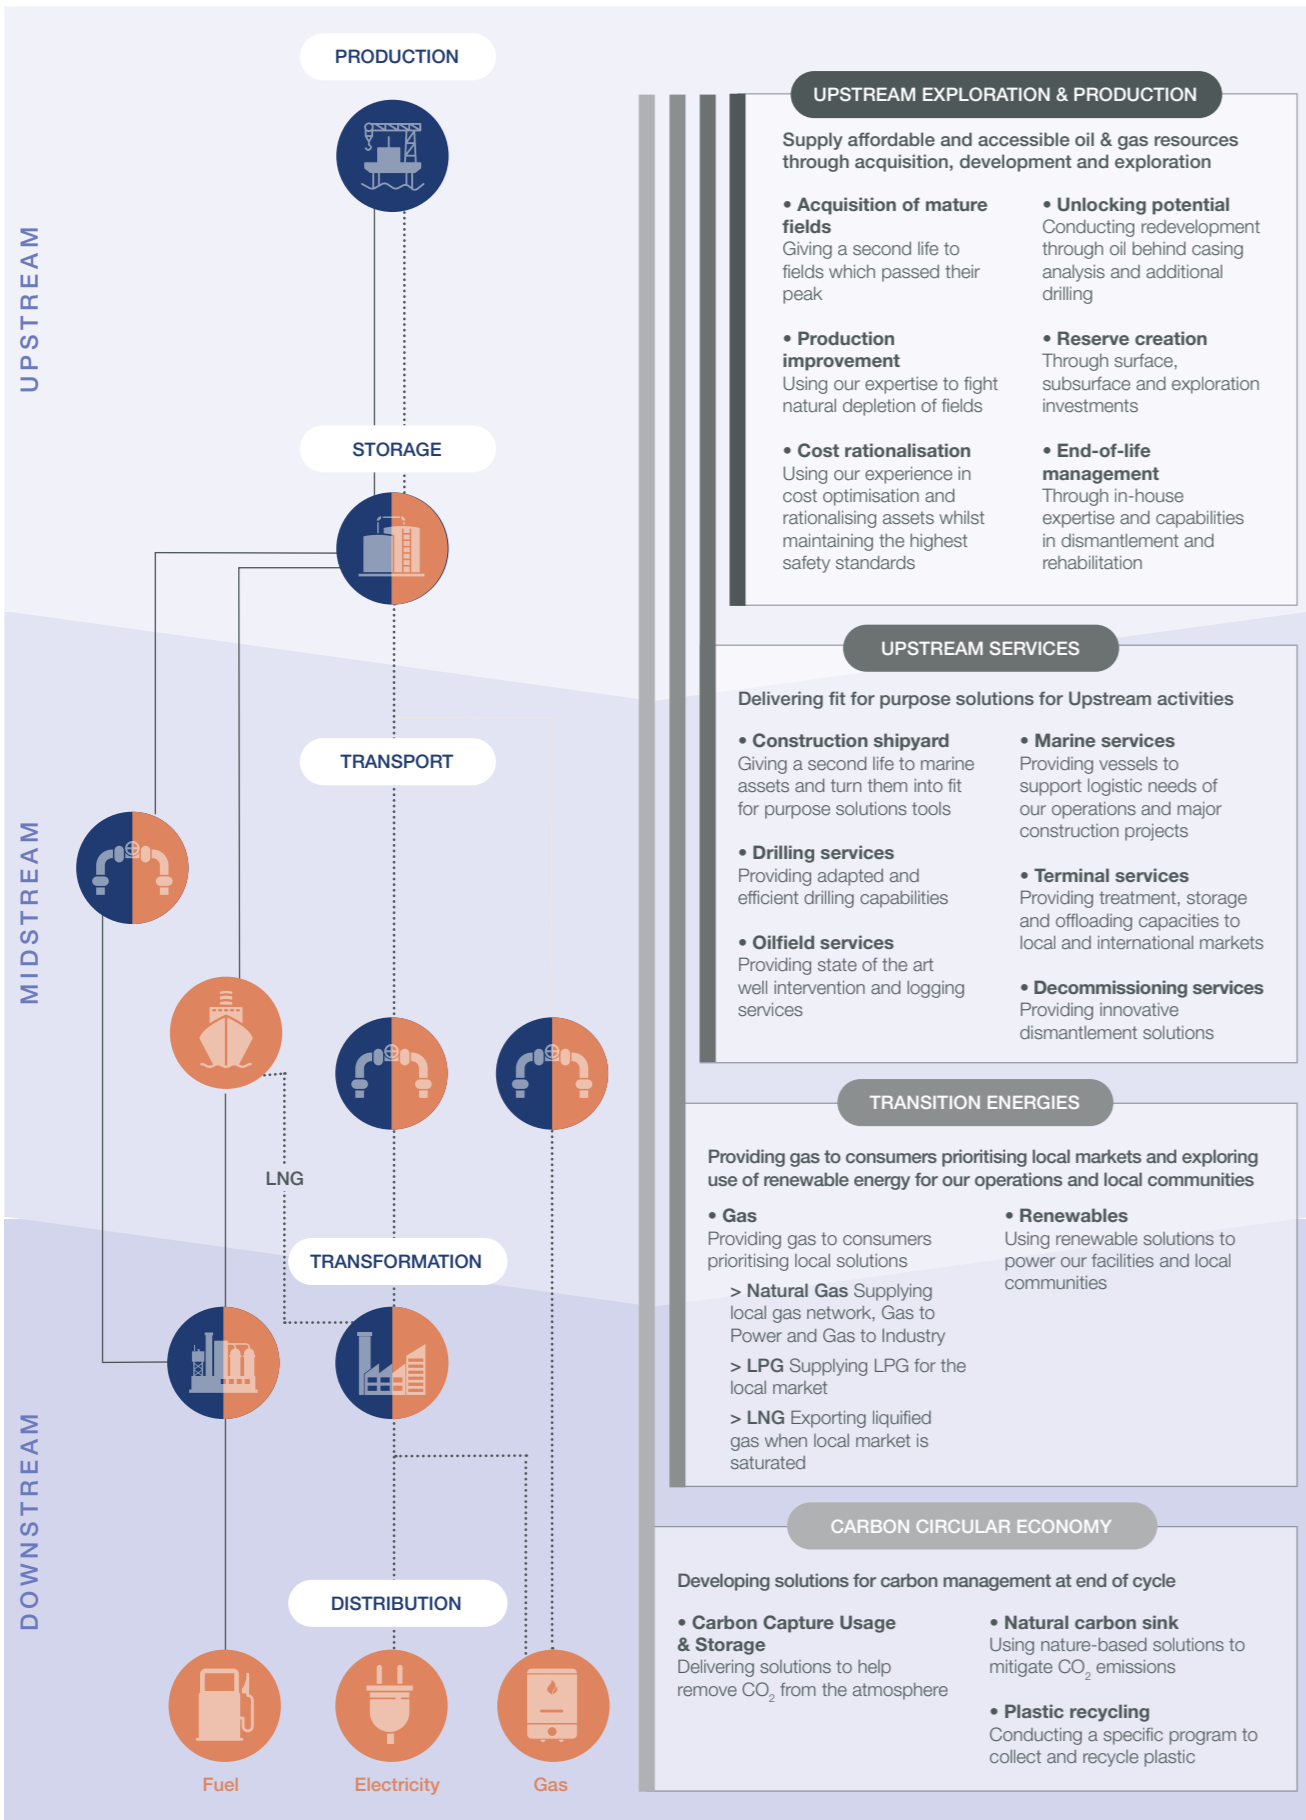 PRODUCTION
UPSTREAM
STORAGE
TRANSPORT
MIDSTREAM
LNG
TRANSFORMATION
DOWNSTREAM
DISTRIBUTION
Fuel
Electricity
Gas
UPSTREAM EXPLORATION & PRODUCTION
Supply affordable and accessible oil & gas resources
through acquisition, development and exploration
• Acquisition of mature
fields
Giving a second life to
fields which passed their
peak
• Production
improvement
Using our expertise to fight
natural depletion of fields
• Cost rationalisation
Using our experience in
cost optimisation and
rationalising assets whilst
maintaining the highest
safety standards
• Unlocking potential
Conducting redevelopment
through oil behind casing
analysis and additional
drilling
• Reserve creation
Through surface,
subsurface and exploration
investments
• End-of-life
management
Through in-house
expertise and capabilities
in dismantlement and
rehabilitation
UPSTREAM SERVICES
Delivering fit for purpose solutions for Upstream activities
• Construction shipyard
Giving a second life to marine
assets and turn them into fit
for purpose solutions tools
• Drilling services
Providing adapted and
efficient drilling capabilities
• Oilfield services
Providing state of the art
well intervention and logging
services
• Marine services
Providing vessels to
support logistic needs of
our operations and major
construction projects
• Terminal services
Providing treatment, storage
and offloading capacities to
local and international markets
• Decommissioning services
Providing innovative
dismantlement solutions
TRANSITION ENERGIES
Providing gas to consumers prioritising local markets and exploring
use of renewable energy for our operations and local communities
• Gas
Providing gas to consumers
prioritising local solutions
> Natural Gas Supplying
local gas network, Gas to
Power and Gas to Industry
> LPG Supplying LPG for the
local market
> LNG Exporting liquified
gas when local market is
saturated
• Renewables
Using renewable solutions to
power our facilities and local
communities
CARBON CIRCULAR ECONOMY
Developing solutions for carbon management at end of cycle
• Carbon Capture Usage
& Storage
Delivering solutions to help
remove CO₂ from the atmosphere
• Natural carbon sink
Using nature-based solutions to
mitigate CO₂ emissions
• Plastic recycling
Conducting a specific program to
collect and recycle plastic